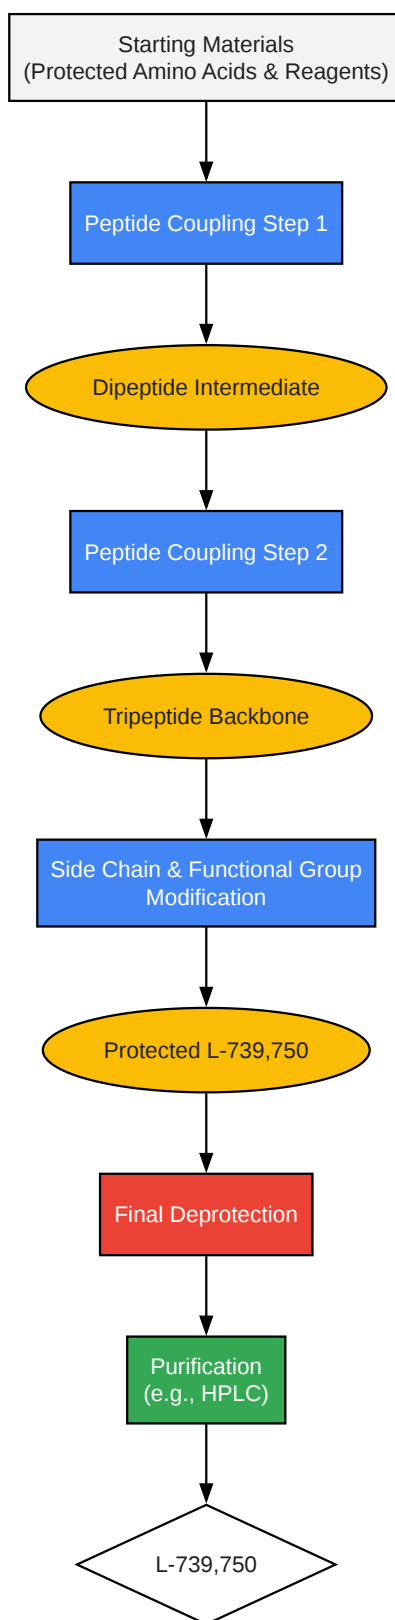 Starting Materials
(Protected Amino Acids & Reagents)
Peptide Coupling Step 1
Dipeptide Intermediate
Peptide Coupling Step 2
Tripeptide Backbone
Side Chain & Functional Group
Modification
Protected L-739,750
Final Deprotection
Purification
(e.g., HPLC)
L-739,750